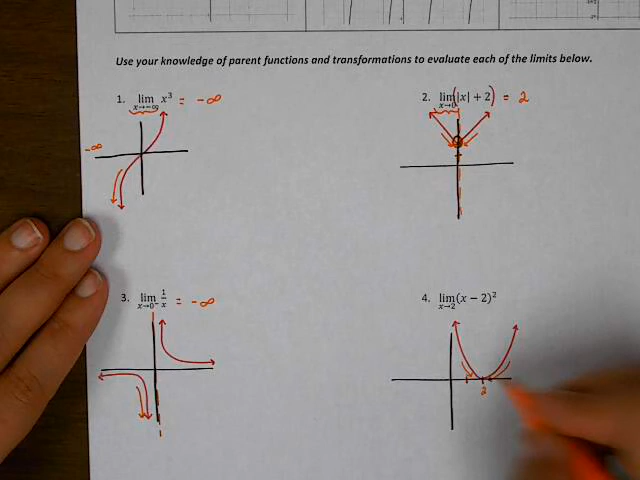 Use your knowledge of parent functions and transformations to evaluate each of the limits below.
1. lim x→−∞ x³ = −∞
2. lim x→0 (|x| + 2) = 2
−∞
3. lim x→0⁻ 1/x = −∞
4. lim x→2 (x − 2)²
2